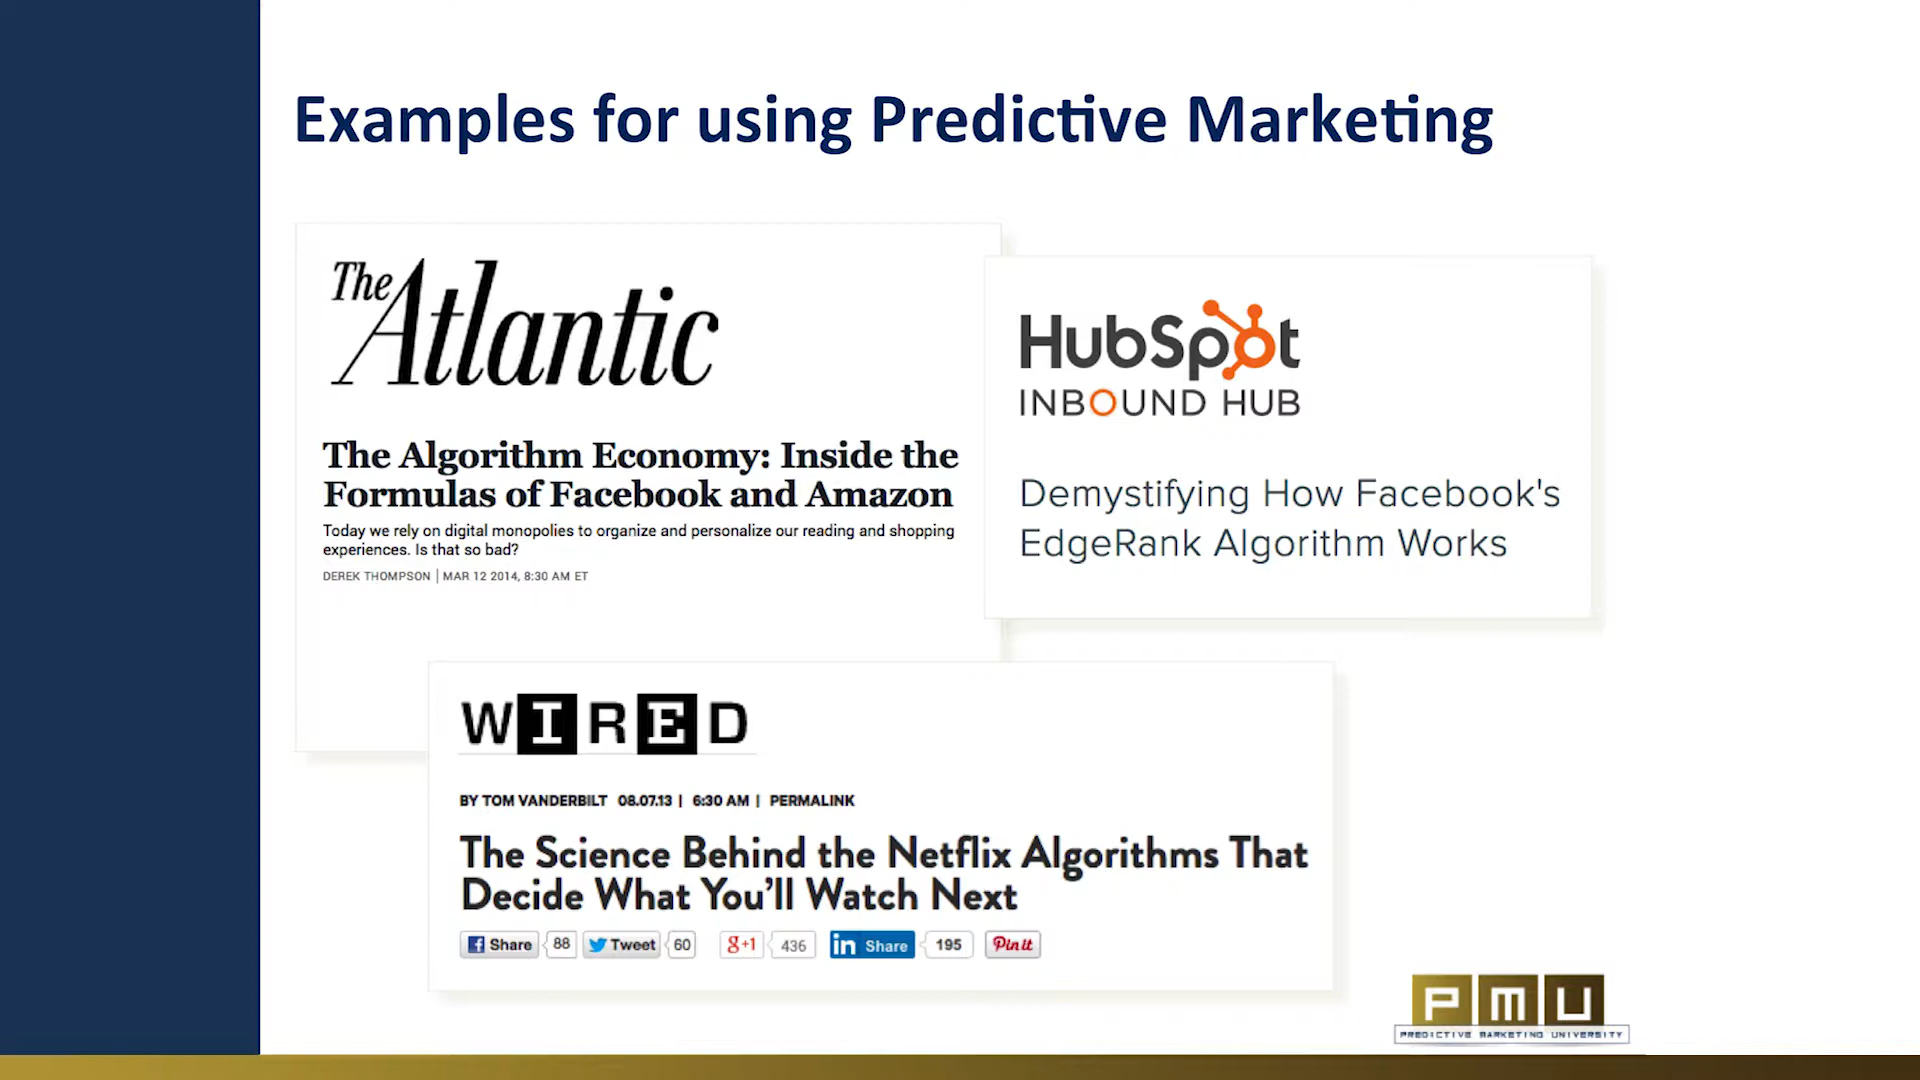 Examples for using Predictive Marketing
The Atlantic
The Algorithm Economy: Inside the
Formulas of Facebook and Amazon
Today we rely on digital monopolies to organize and personalize our reading and shopping
experiences. Is that so bad?
DEREK THOMPSON | MAR 12 2014, 8:30 AM ET
HubSpot
INBOUND HUB
Demystifying How Facebook's
EdgeRank Algorithm Works
WIRED
BY TOM VANDERBILT 08.07.13 | 6:30 AM | PERMALINK
The Science Behind the Netflix Algorithms That
Decide What You'll Watch Next
Share 88 Tweet 60 g+1 436 in Share 195 Pin it
PMU
PREDICTIVE MARKETING UNIVERSITY